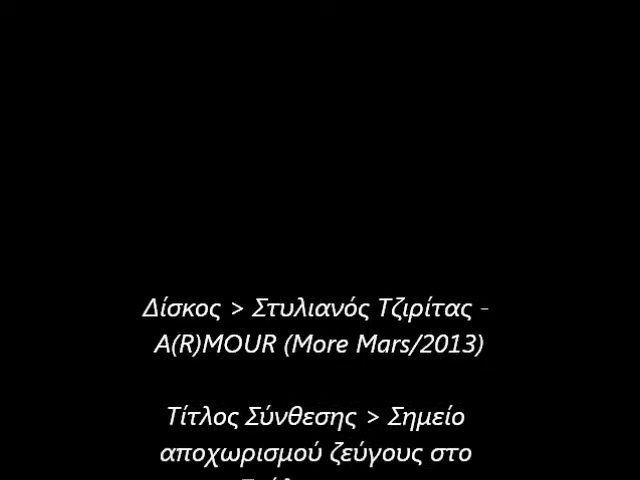 Δίσκος > Στυλιανός Τζιρίτας -
A(R)MOUR (More Mars/2013)
Τίτλος Σύνθεσης > Σημείο
αποχωρισμού ζεύγους στο